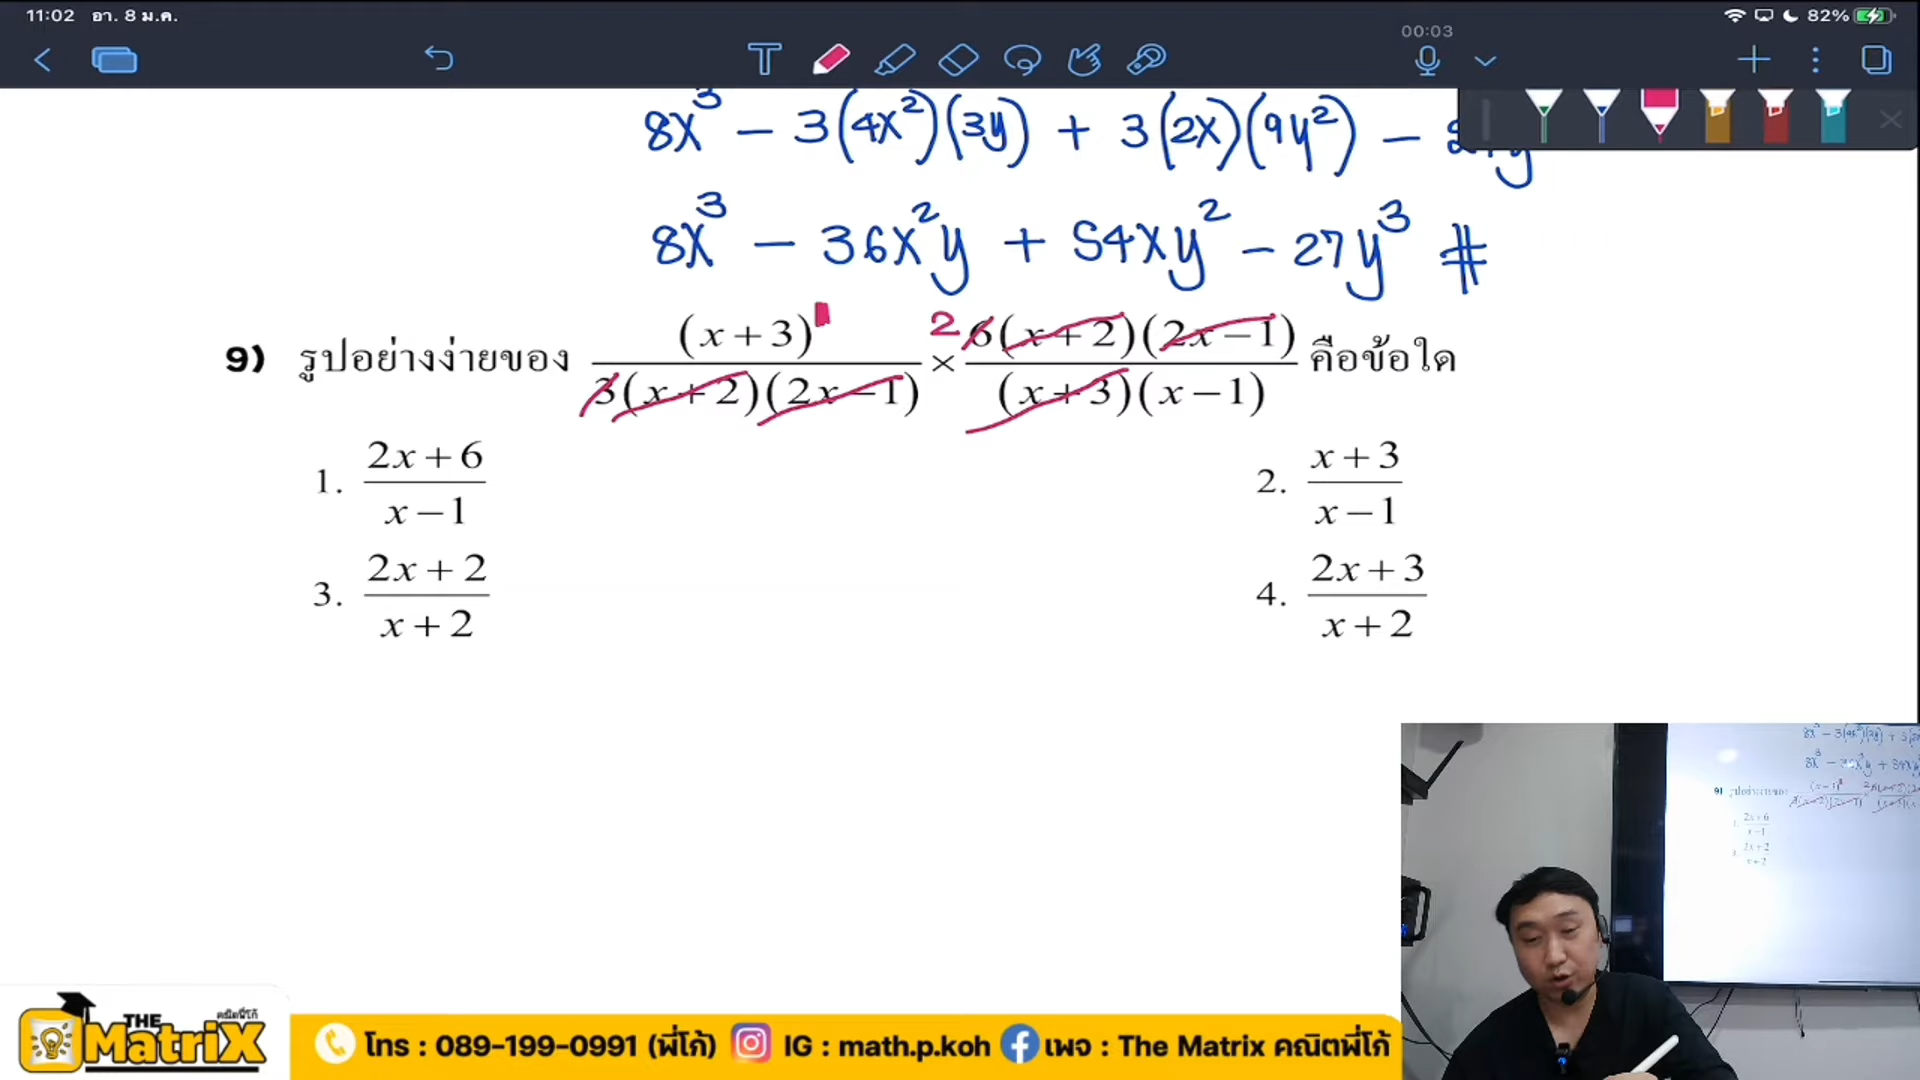 11:02 อา. 8 ม.ค.
82%
00:03
8x³ − 3(4x²)(3y) + 3(2x)(9y²) −
8x³ − 36x²y + 54xy² − 27y³ #
9) รูปอย่างง่ายของ (x+3)/3(x+2)(2x−1) × 2 6(x+2)(2x−1)/(x+3)(x−1) คือข้อใด
1. (2x+6)/(x−1) 2. (x+3)/(x−1)
3. (2x+2)/(x+2) 4. (2x+3)/(x+2)
THE MatriX คณิตพี่โก้
โทร : 089-199-0991 (พี่โก้) IG : math.p.koh เพจ : The Matrix คณิตพี่โก้